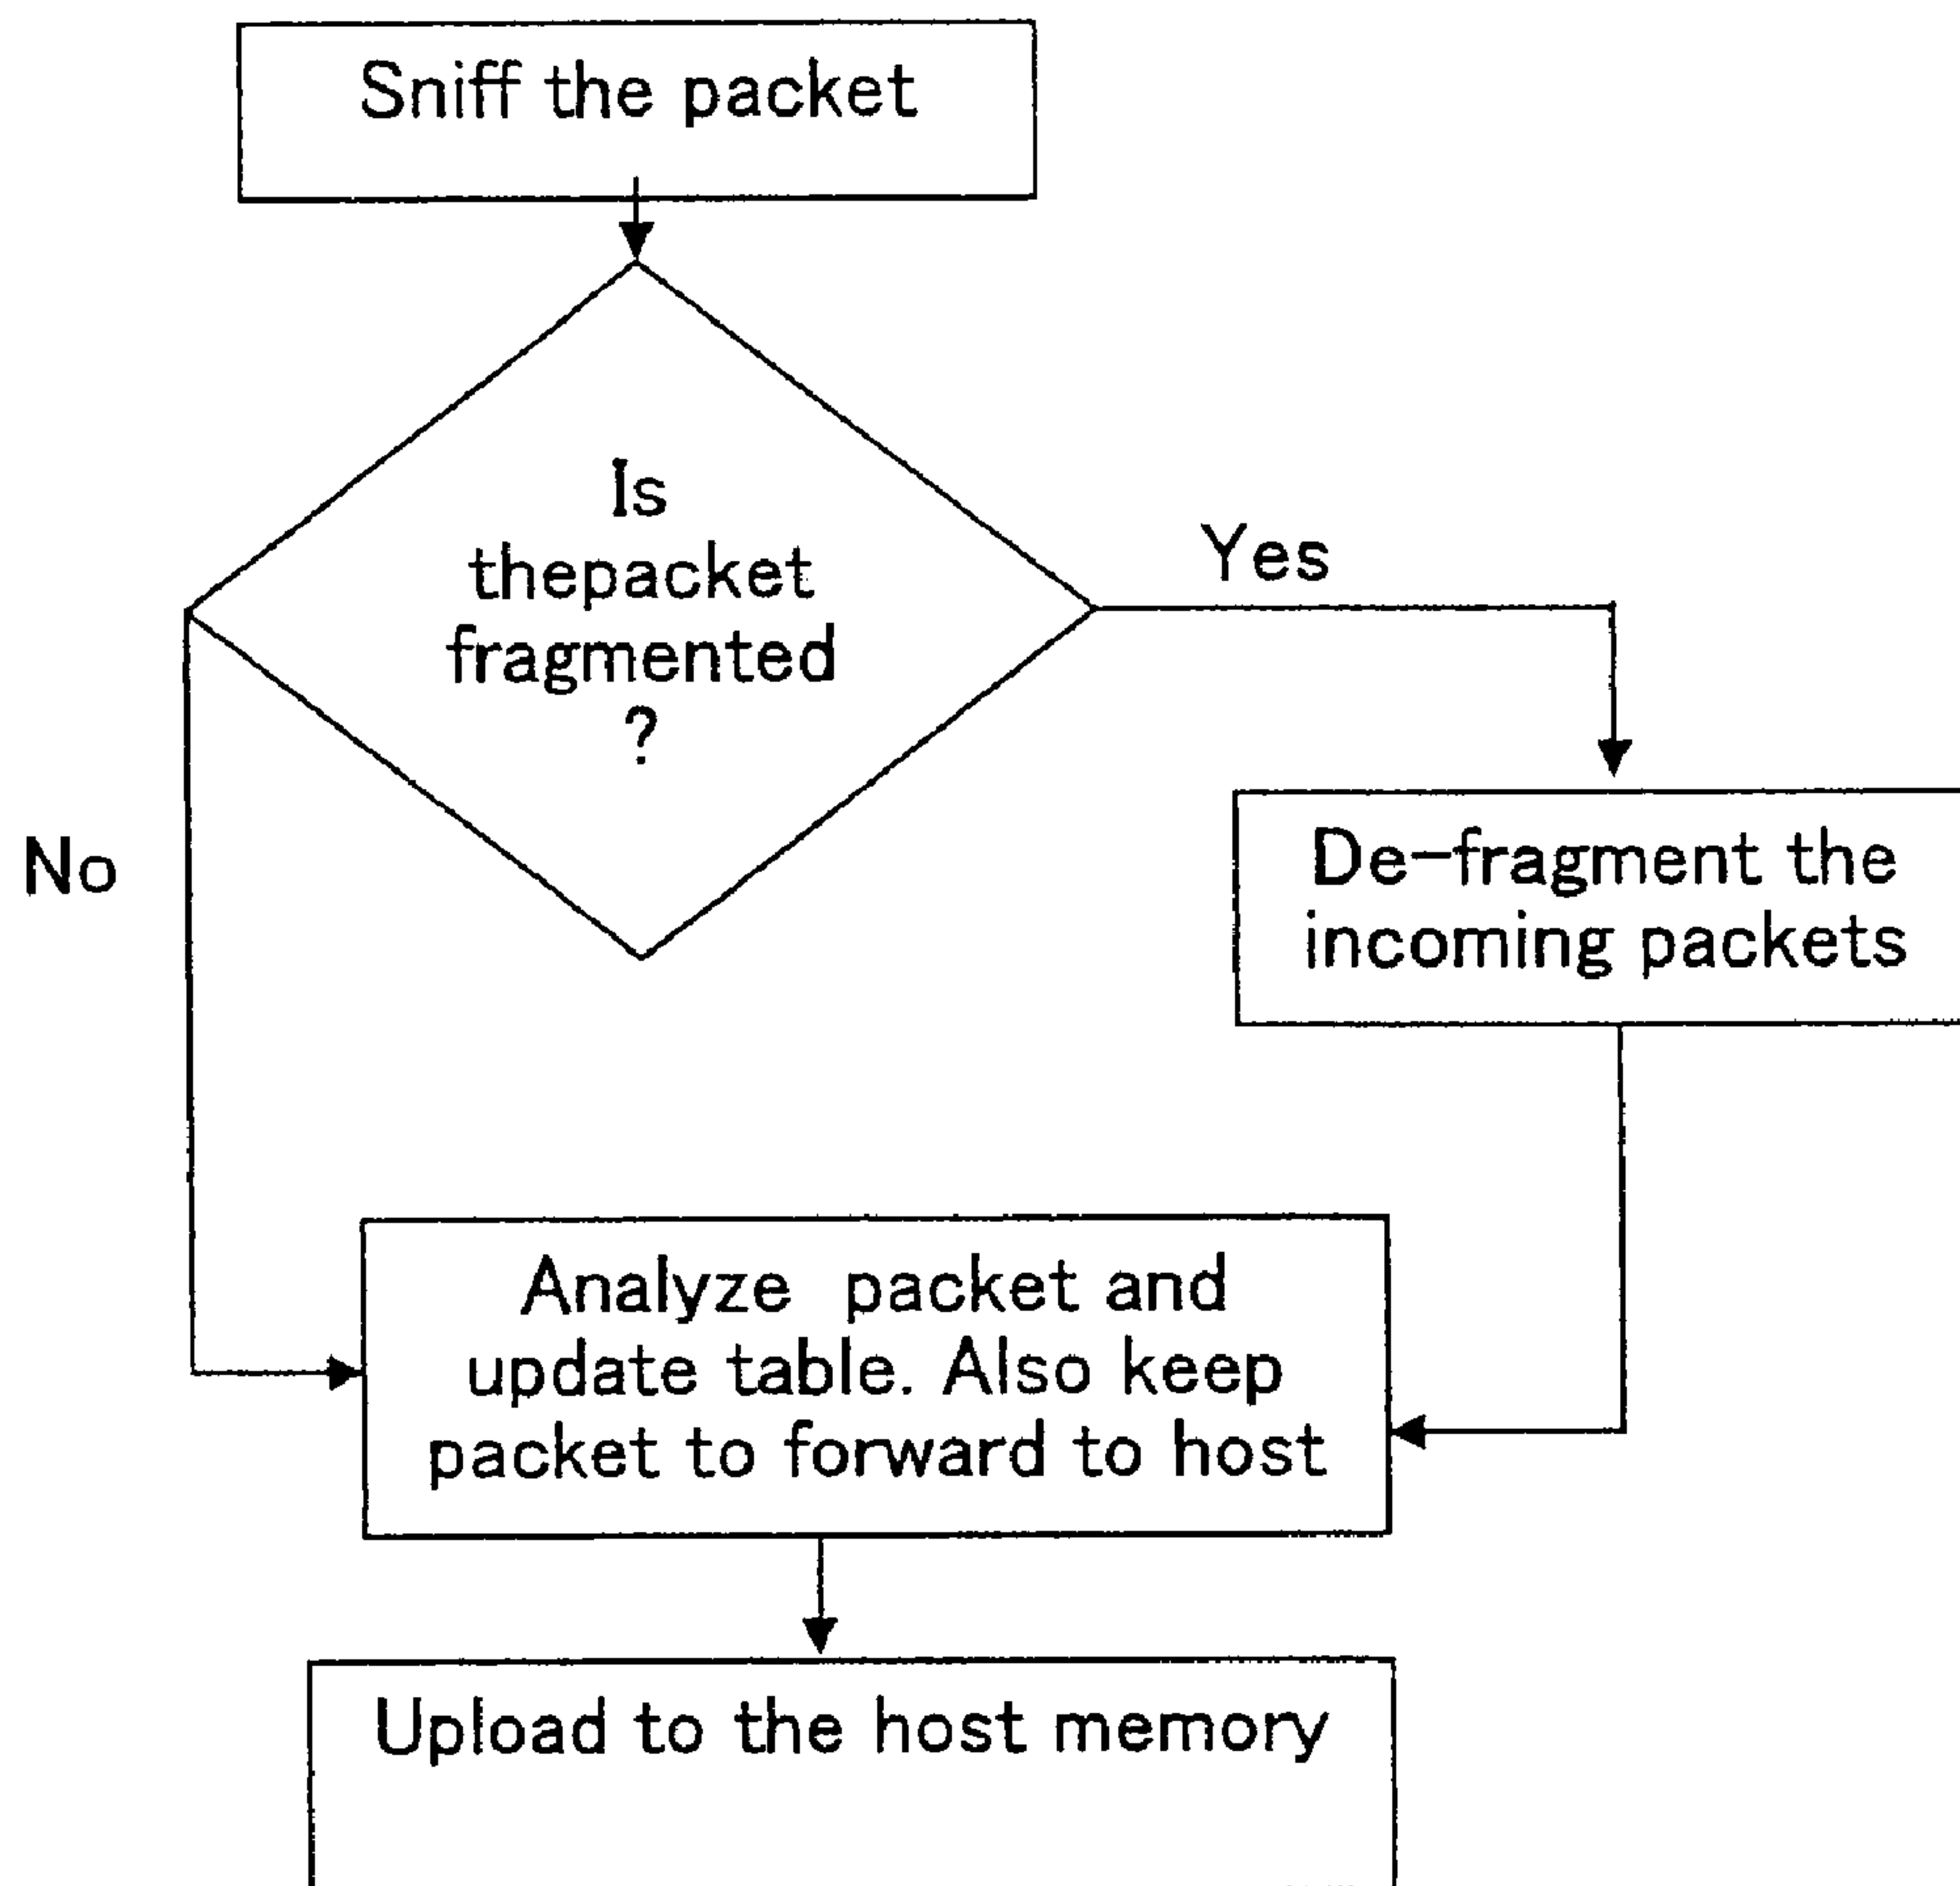 Sniff the packet
Is
thepacket
fragmented
?
Yes
No
De-fragment the
incoming packets
Analyze packet and
update table. Also keep
packet to forward to host
Upload to the host memory